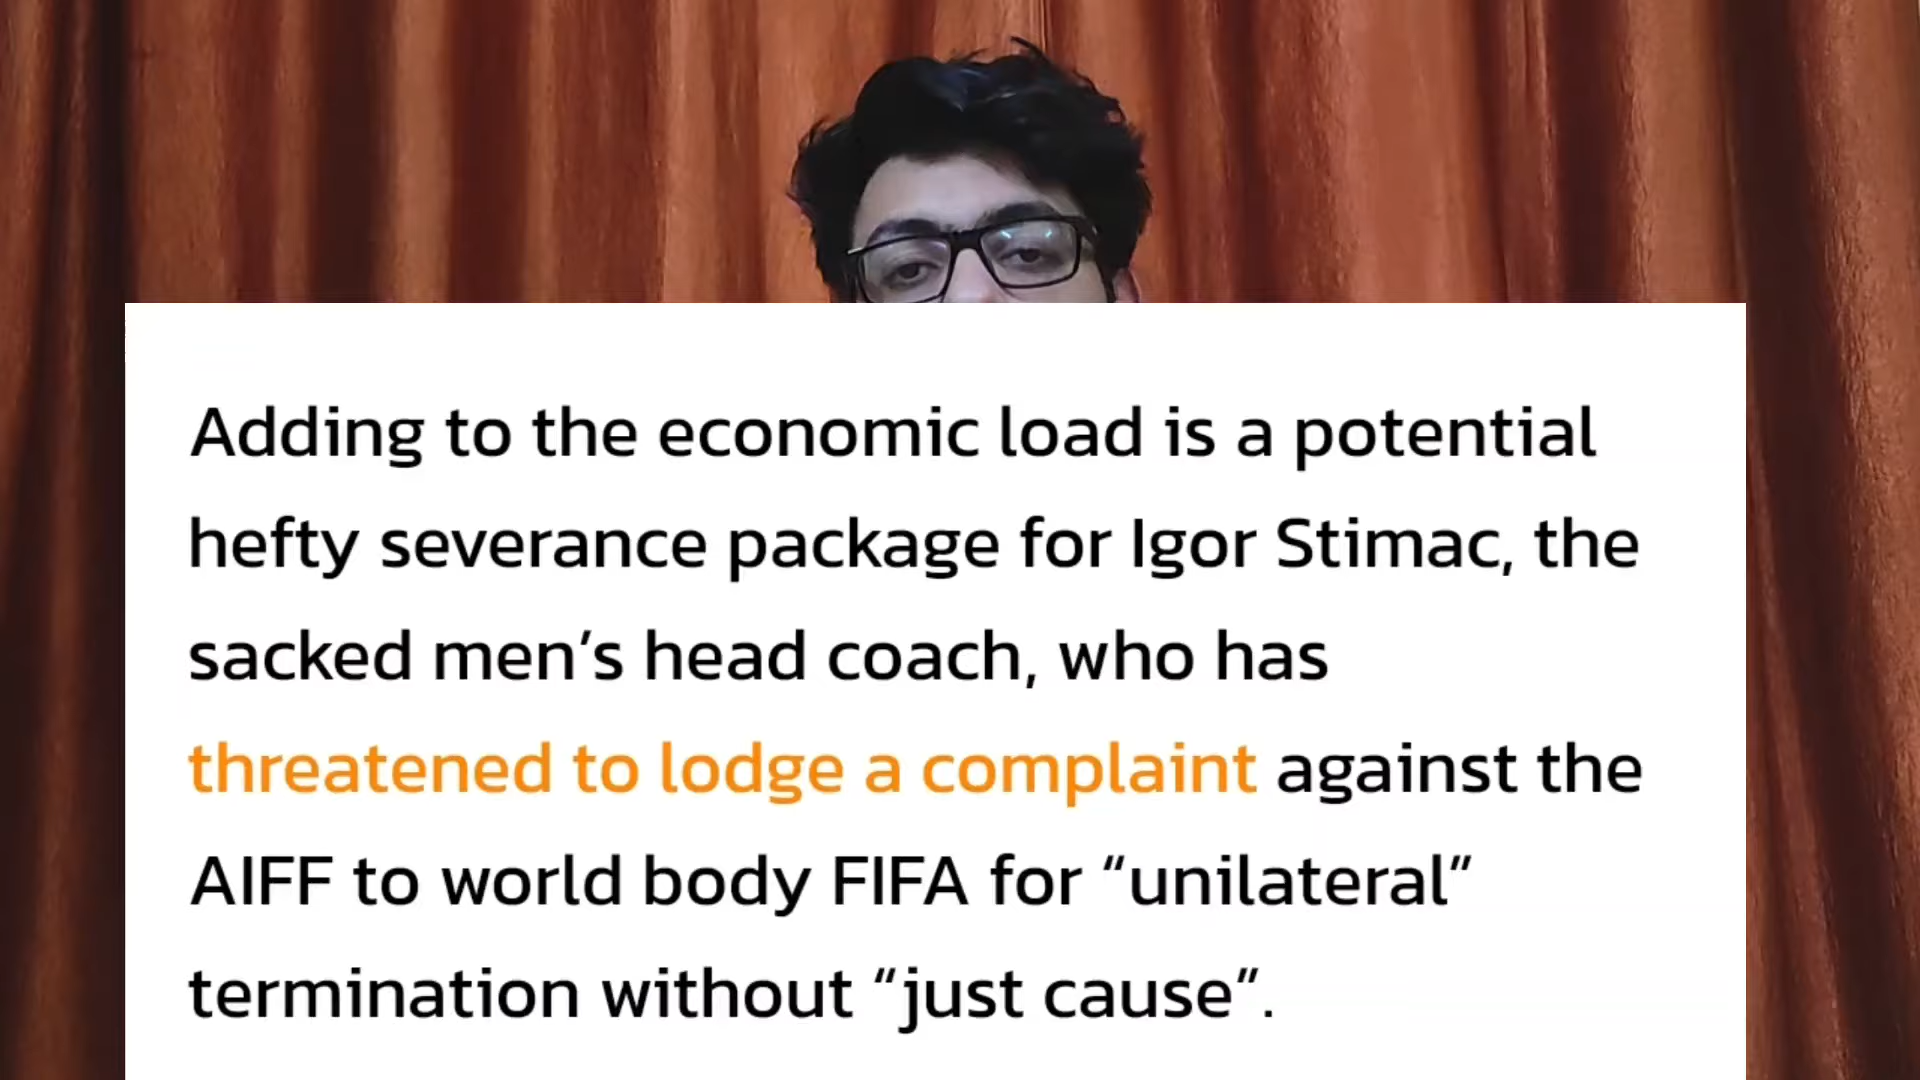 Adding to the economic load is a potential
hefty severance package for Igor Stimac, the
sacked men’s head coach, who has
threatened to lodge a complaint against the
AIFF to world body FIFA for “unilateral”
termination without “just cause”.